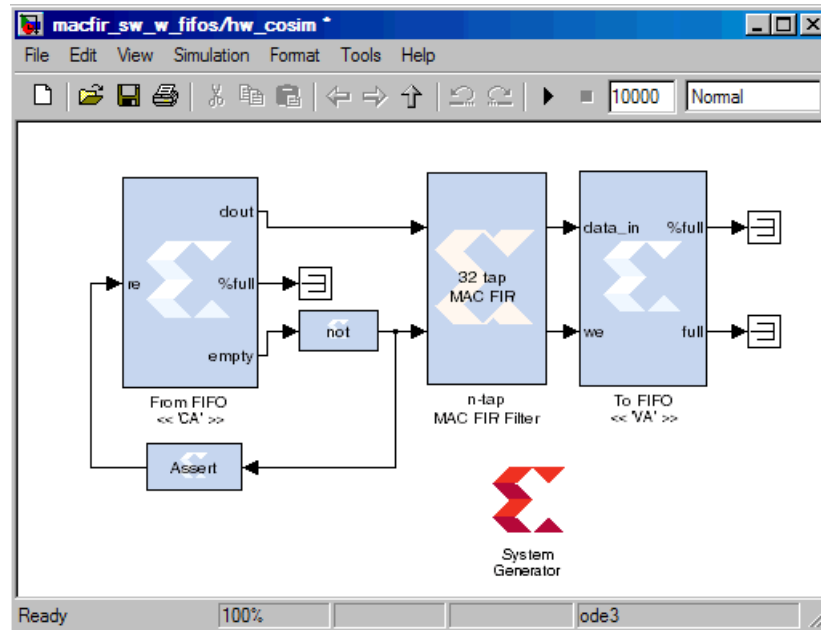 macfir_sw_w_fifos/hw_cosim *
File Edit View Simulation Format Tools Help
10000 Normal
dout
re
%full
empty
From FIFO
<< 'CA' >>
not
Assert
32 tap
MAC FIR
n-tap
MAC FIR Filter
data_in %full
we full
To FIFO
<< 'VA' >>
System
Generator
Ready 100% ode3